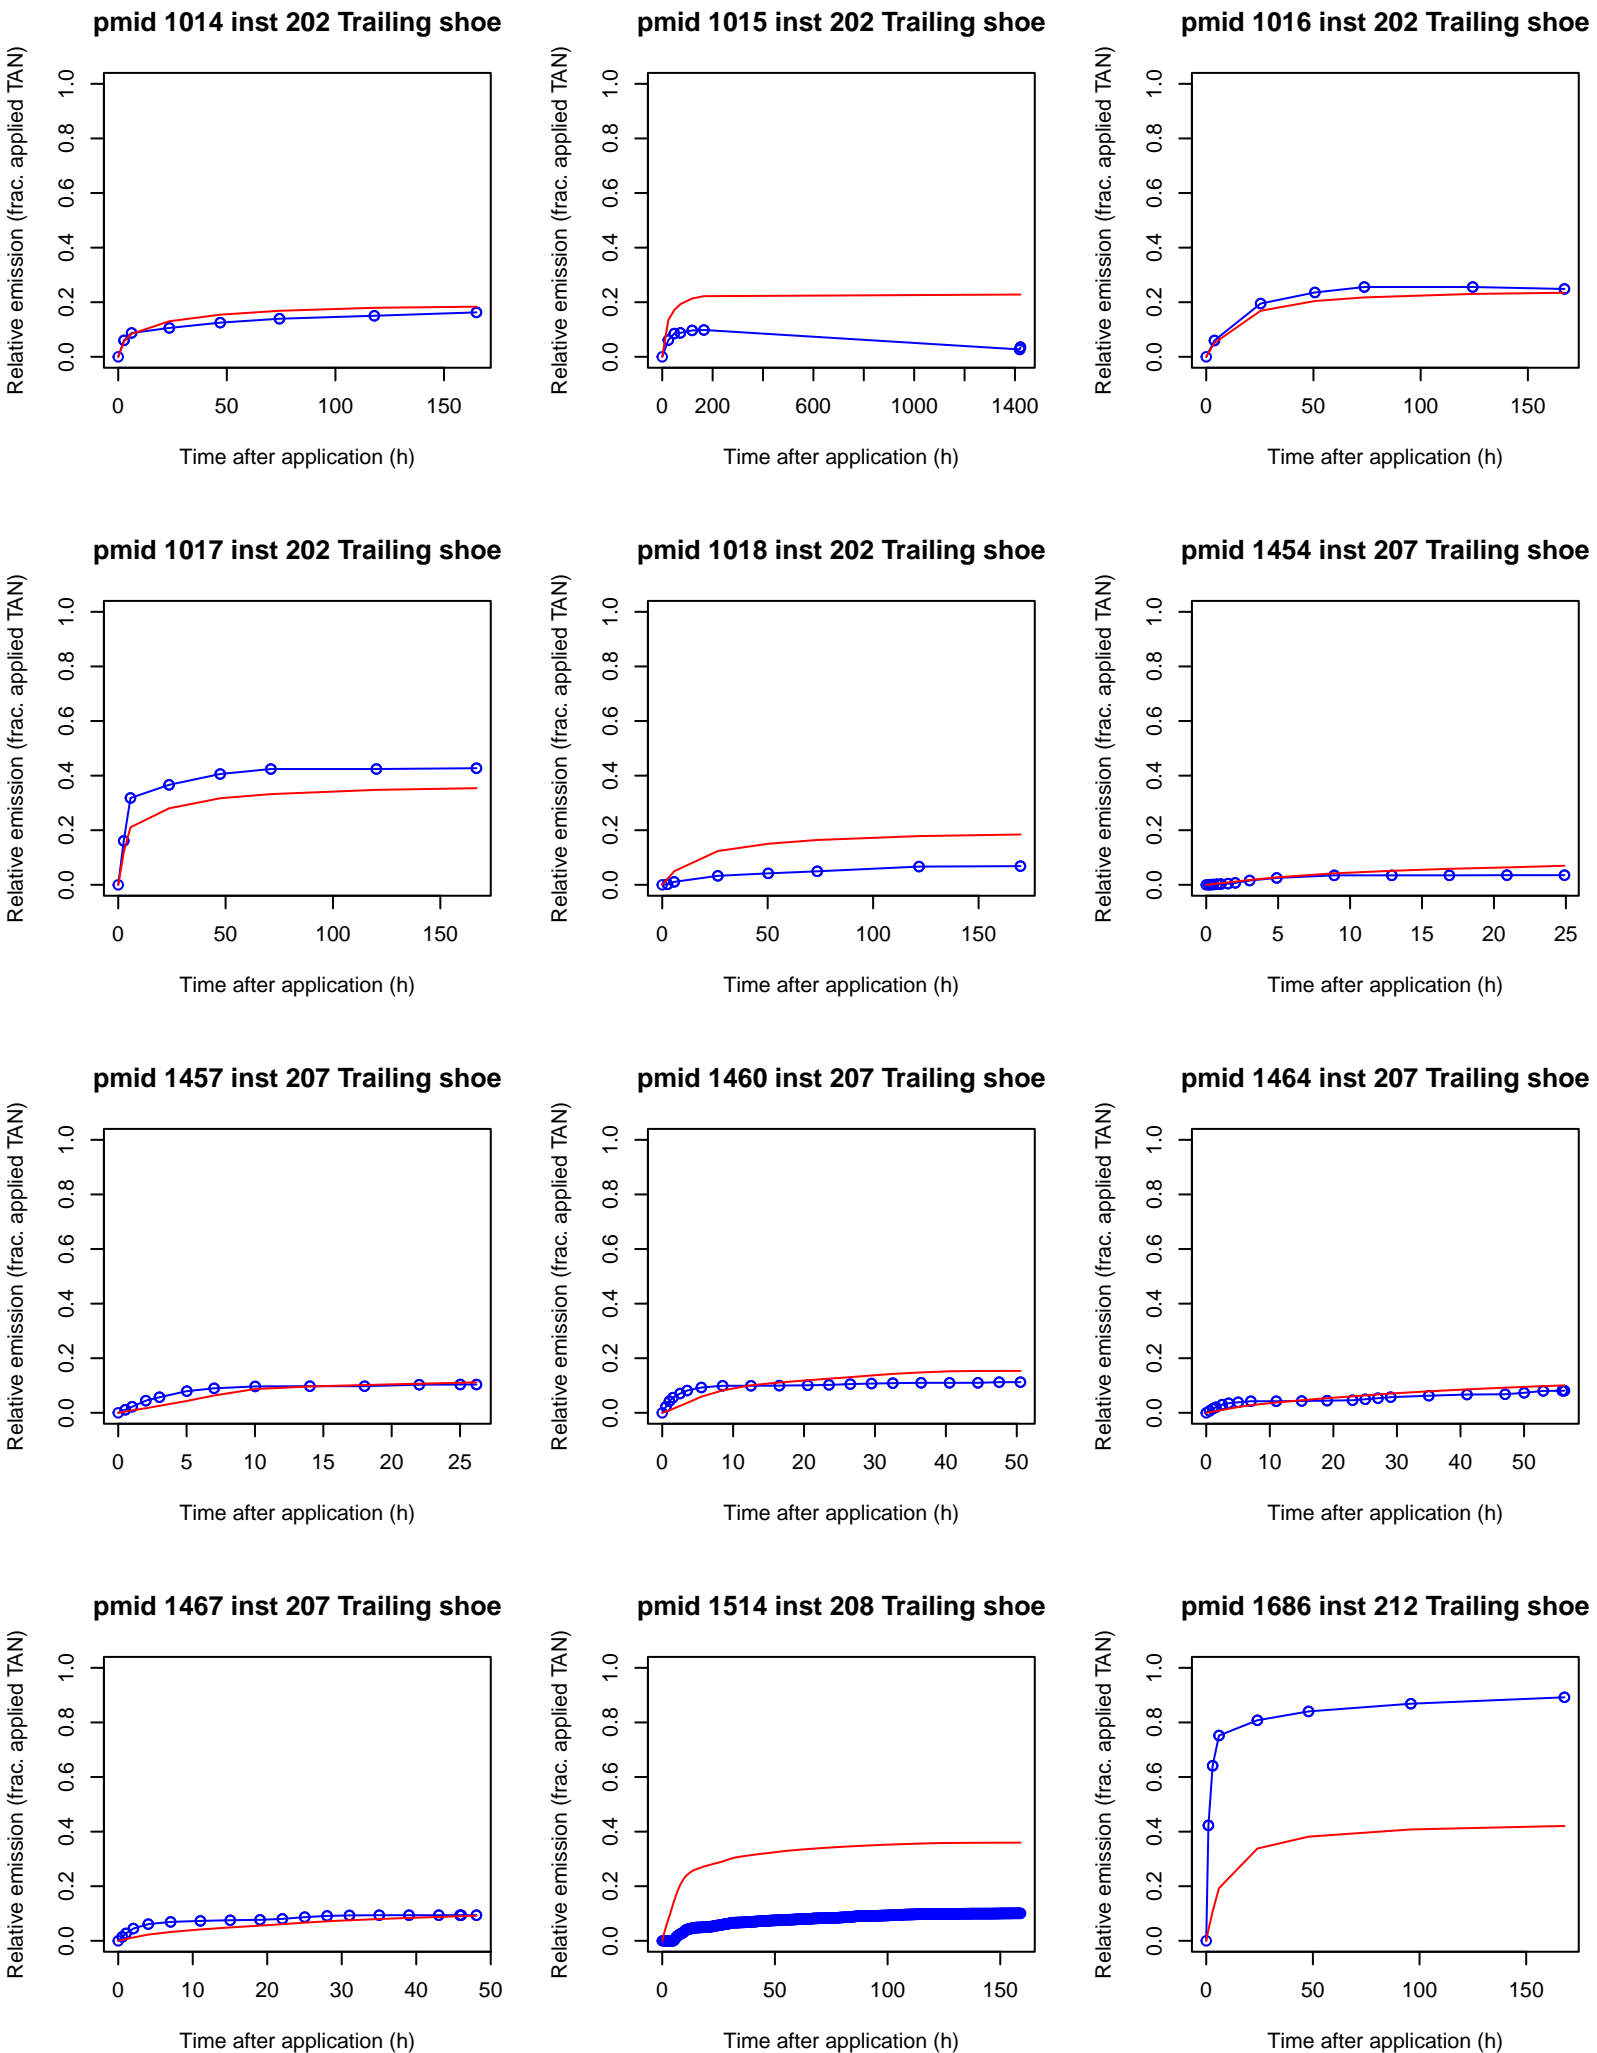 pmid 1014 inst 202 Trailing shoe
Relative emission (frac. applied TAN)
0.0 0.2 0.4 0.6 0.8 1.0
0 50 100 150
Time after application (h)
pmid 1015 inst 202 Trailing shoe
Relative emission (frac. applied TAN)
0.0 0.2 0.4 0.6 0.8 1.0
0 200 600 1000 1400
Time after application (h)
pmid 1016 inst 202 Trailing shoe
Relative emission (frac. applied TAN)
0.0 0.2 0.4 0.6 0.8 1.0
0 50 100 150
Time after application (h)
pmid 1017 inst 202 Trailing shoe
Relative emission (frac. applied TAN)
0.0 0.2 0.4 0.6 0.8 1.0
0 50 100 150
Time after application (h)
pmid 1018 inst 202 Trailing shoe
Relative emission (frac. applied TAN)
0.0 0.2 0.4 0.6 0.8 1.0
0 50 100 150
Time after application (h)
pmid 1454 inst 207 Trailing shoe
Relative emission (frac. applied TAN)
0.0 0.2 0.4 0.6 0.8 1.0
0 5 10 15 20 25
Time after application (h)
pmid 1457 inst 207 Trailing shoe
Relative emission (frac. applied TAN)
0.0 0.2 0.4 0.6 0.8 1.0
0 5 10 15 20 25
Time after application (h)
pmid 1460 inst 207 Trailing shoe
Relative emission (frac. applied TAN)
0.0 0.2 0.4 0.6 0.8 1.0
0 10 20 30 40 50
Time after application (h)
pmid 1464 inst 207 Trailing shoe
Relative emission (frac. applied TAN)
0.0 0.2 0.4 0.6 0.8 1.0
0 10 20 30 40 50
Time after application (h)
pmid 1467 inst 207 Trailing shoe
Relative emission (frac. applied TAN)
0.0 0.2 0.4 0.6 0.8 1.0
0 10 20 30 40 50
Time after application (h)
pmid 1514 inst 208 Trailing shoe
Relative emission (frac. applied TAN)
0.0 0.2 0.4 0.6 0.8 1.0
0 50 100 150
Time after application (h)
pmid 1686 inst 212 Trailing shoe
Relative emission (frac. applied TAN)
0.0 0.2 0.4 0.6 0.8 1.0
0 50 100 150
Time after application (h)